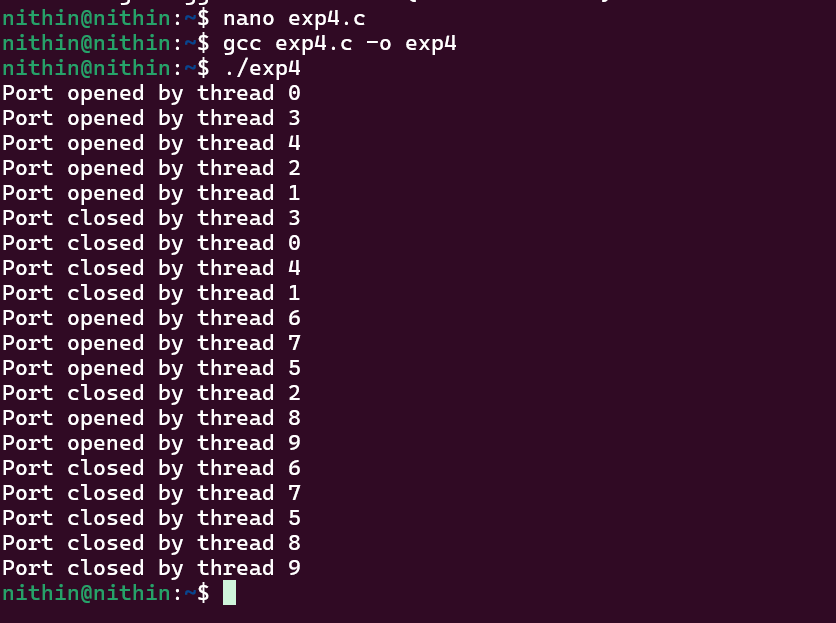 nithin@nithin:~$ nano exp4.c
nithin@nithin:~$ gcc exp4.c -o exp4
nithin@nithin:~$ ./exp4
Port opened by thread 0
Port opened by thread 3
Port opened by thread 4
Port opened by thread 2
Port opened by thread 1
Port closed by thread 3
Port closed by thread 0
Port closed by thread 4
Port closed by thread 1
Port opened by thread 6
Port opened by thread 7
Port opened by thread 5
Port closed by thread 2
Port opened by thread 8
Port opened by thread 9
Port closed by thread 6
Port closed by thread 7
Port closed by thread 5
Port closed by thread 8
Port closed by thread 9
nithin@nithin:~$